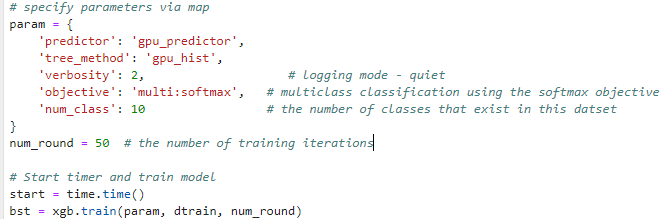 # specify parameters via map
param = {
    'predictor': 'gpu_predictor',
    'tree_method': 'gpu_hist',
    'verbosity': 2,                     # logging mode - quiet
    'objective': 'multi:softmax',   # multiclass classification using the softmax objective
    'num_class': 10                 # the number of classes that exist in this datset
}
num_round = 50  # the number of training iterations

# Start timer and train model
start = time.time()
bst = xgb.train(param, dtrain, num_round)